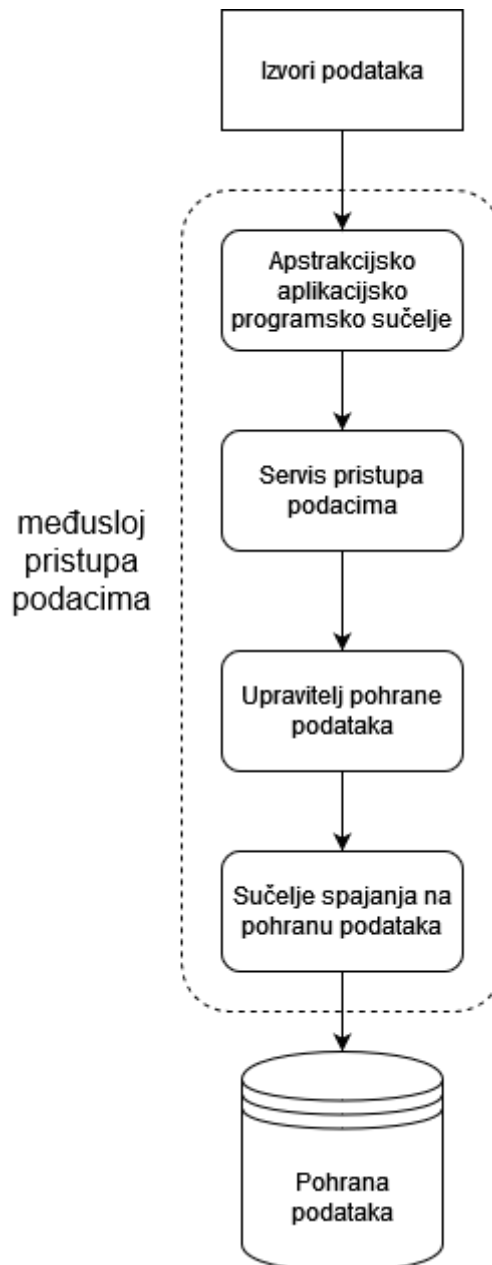 Izvori podataka
Apstrakcijsko
aplikacijsko
programsko sučelje
Servis pristupa
podacima
međusloj
pristupa
podacima
Upravitelj pohrane
podataka
Sučelje spajanja na
pohranu podataka
Pohrana
podataka